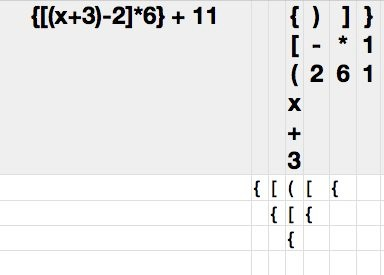 {[(x+3)-2]*6} + 11
{ ) ] }
[ - * 1
( 2 6 1
x
+
3
{ [ ( [ {
{ [ {
{